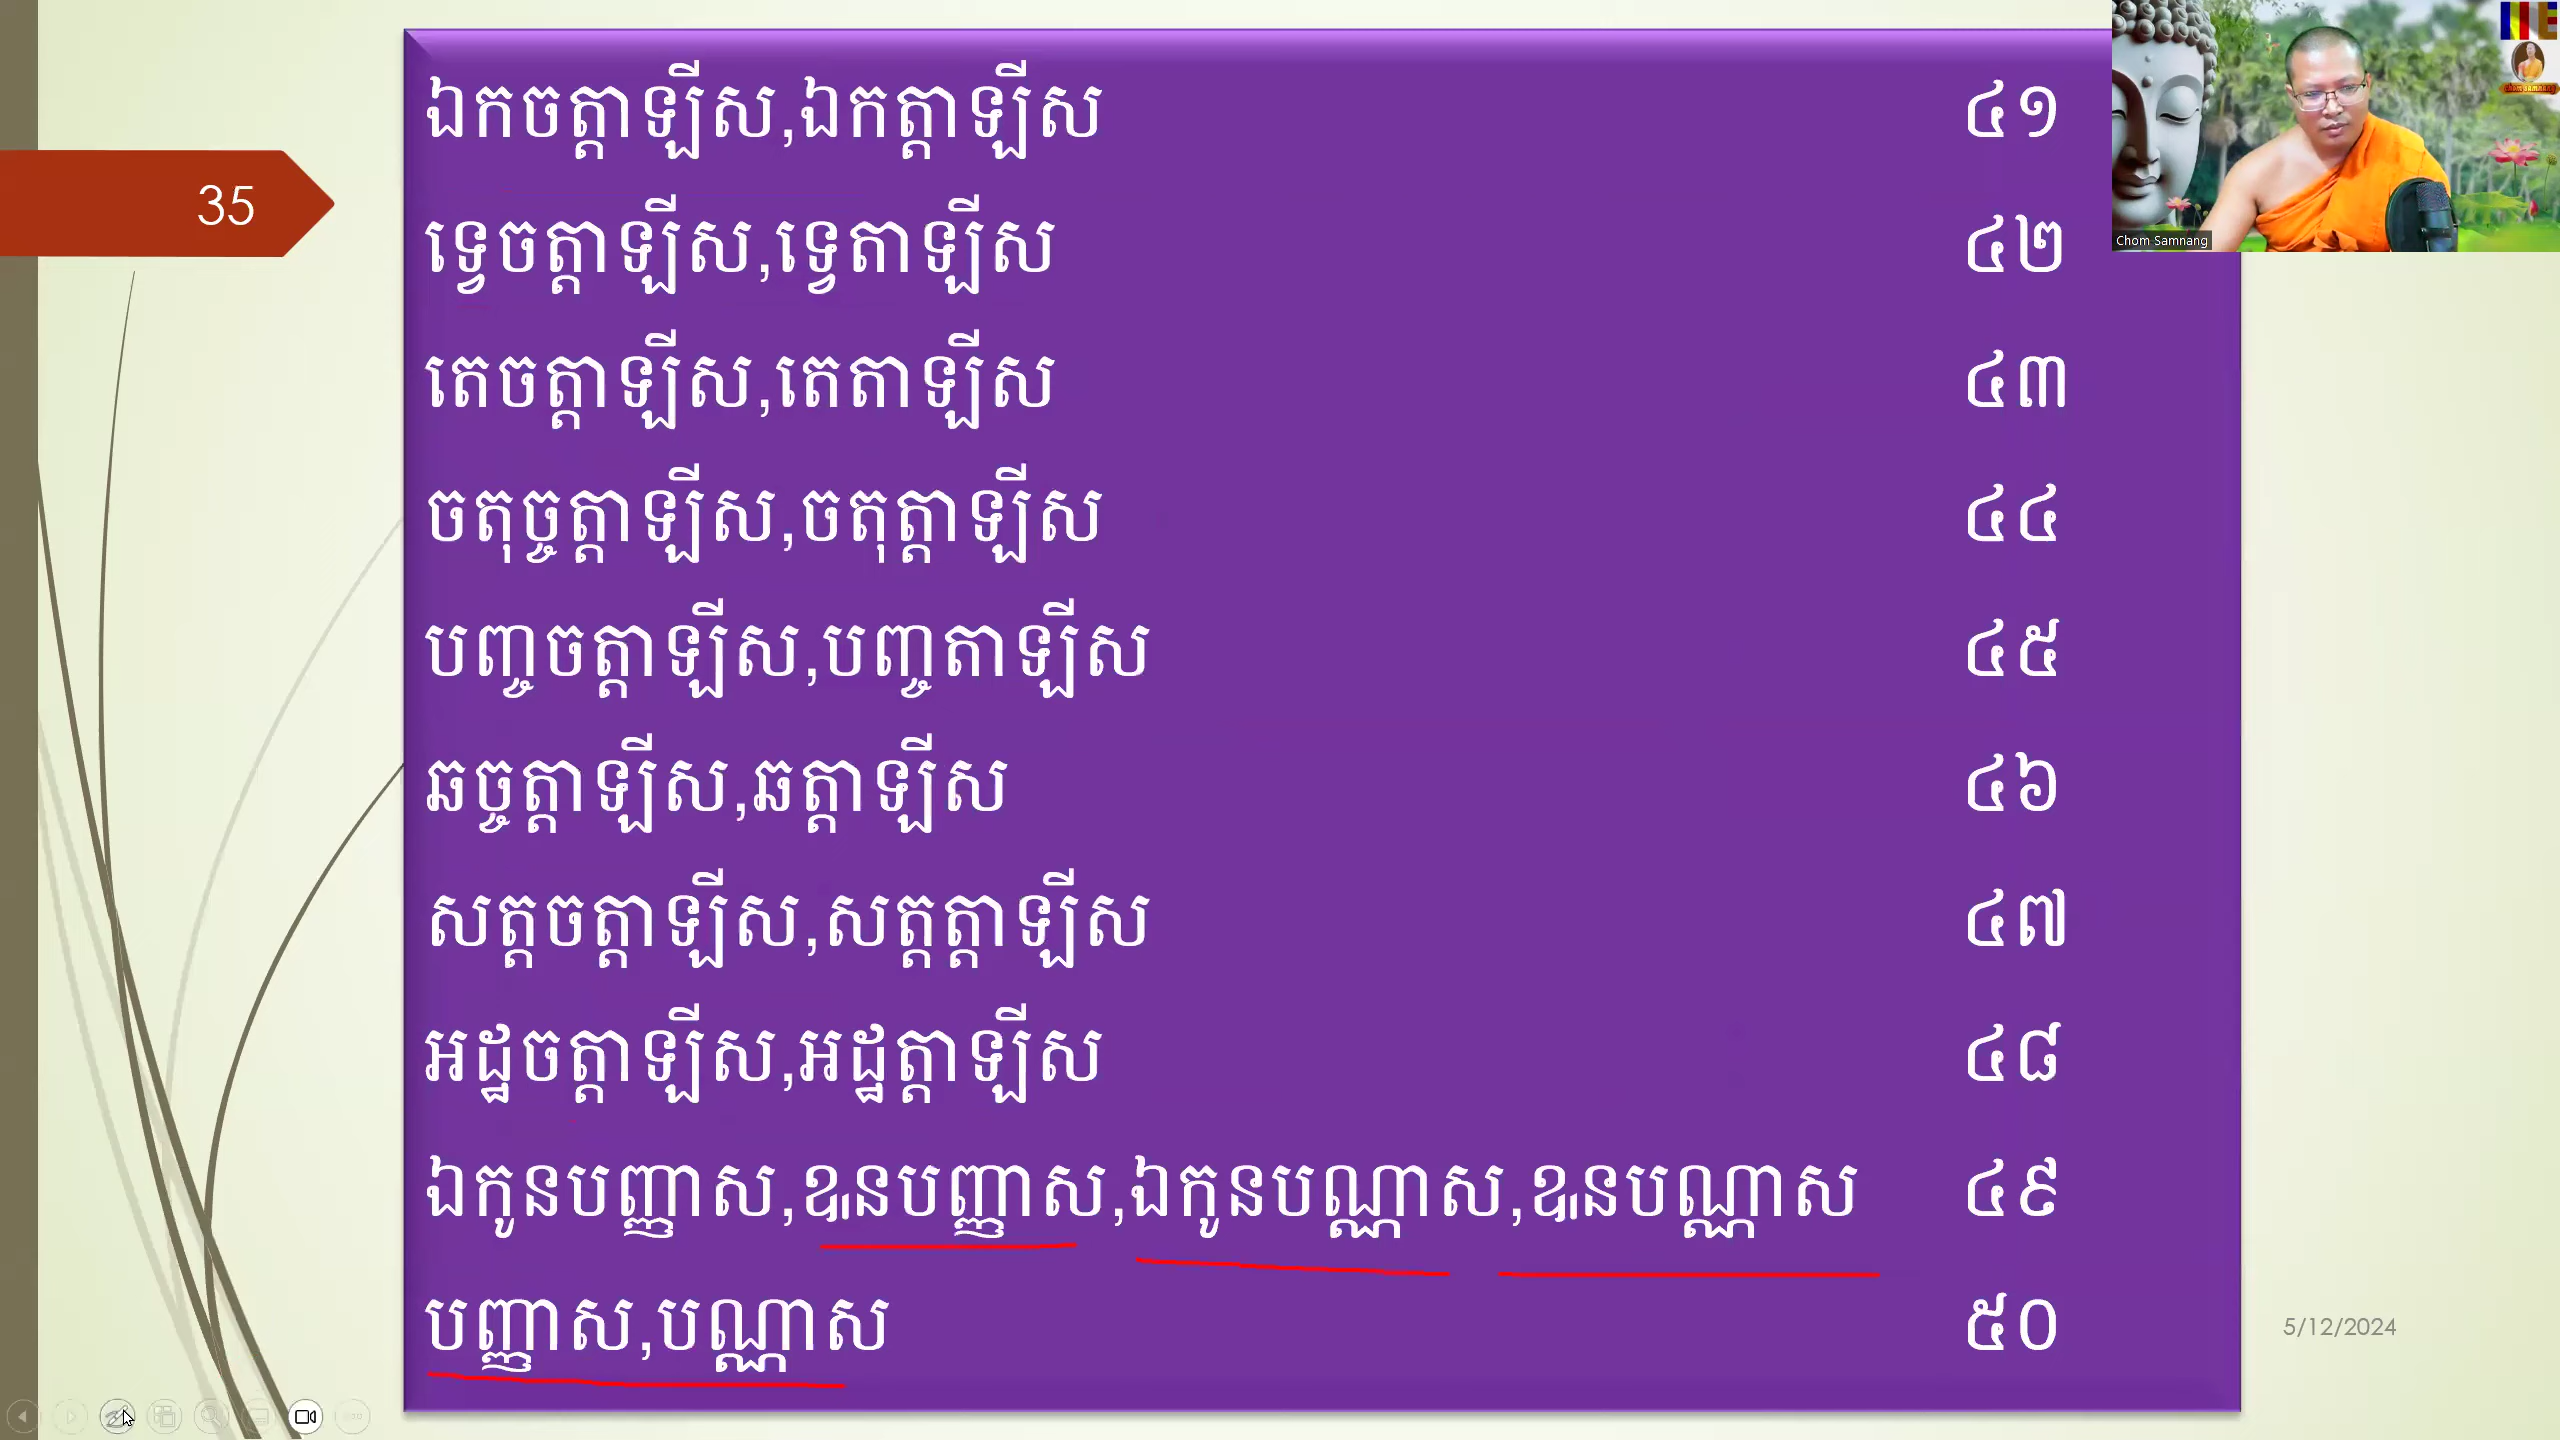 ឯកចត្តាឡីស,ឯកត្តាឡីស ៤១
ទ្វេចត្តាឡីស,ទ្វេតាឡីស ៤២
តេចត្តាឡីស,តេតាឡីស ៤៣
ចតុច្ចត្តាឡីស,ចតុត្តាឡីស ៤៤
បញ្ចចត្តាឡីស,បញ្ចតាឡីស ៤៥
ឆច្ចត្តាឡីស,ឆត្តាឡីស ៤៦
សត្តចត្តាឡីស,សត្តត្តាឡីស ៤៧
អដ្ឋចត្តាឡីស,អដ្ឋត្តាឡីស ៤៨
ឯកូនបញ្ញាស,ឩនបញ្ញាស,ឯកូនបណ្ណាស,ឩនបណ្ណាស ៤៩
បញ្ញាស,បណ្ណាស ៥០
35
5/12/2024
Chom Samnang